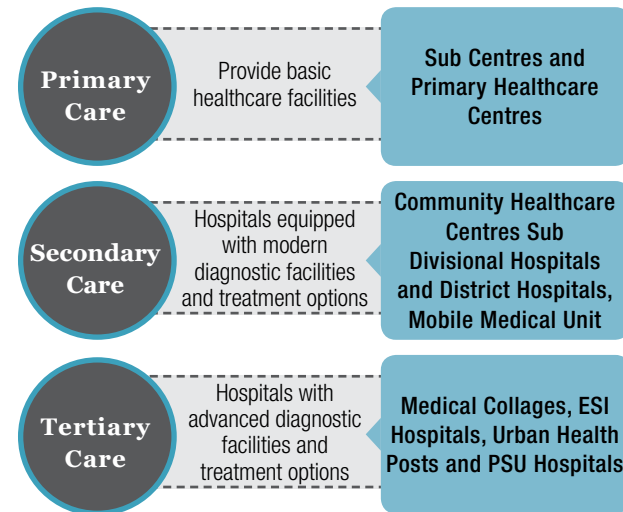 Primary
Care
Provide basic
healthcare facilities
Sub Centres and
Primary Healthcare
Centres
Secondary
Care
Hospitals equipped
with modern
diagnostic facilities
and treatment options
Community Healthcare
Centres Sub
Divisional Hospitals
and District Hospitals,
Mobile Medical Unit
Tertiary
Care
Hospitals with
advanced diagnostic
facilities and
treatment options
Medical Collages, ESI
Hospitals, Urban Health
Posts and PSU Hospitals